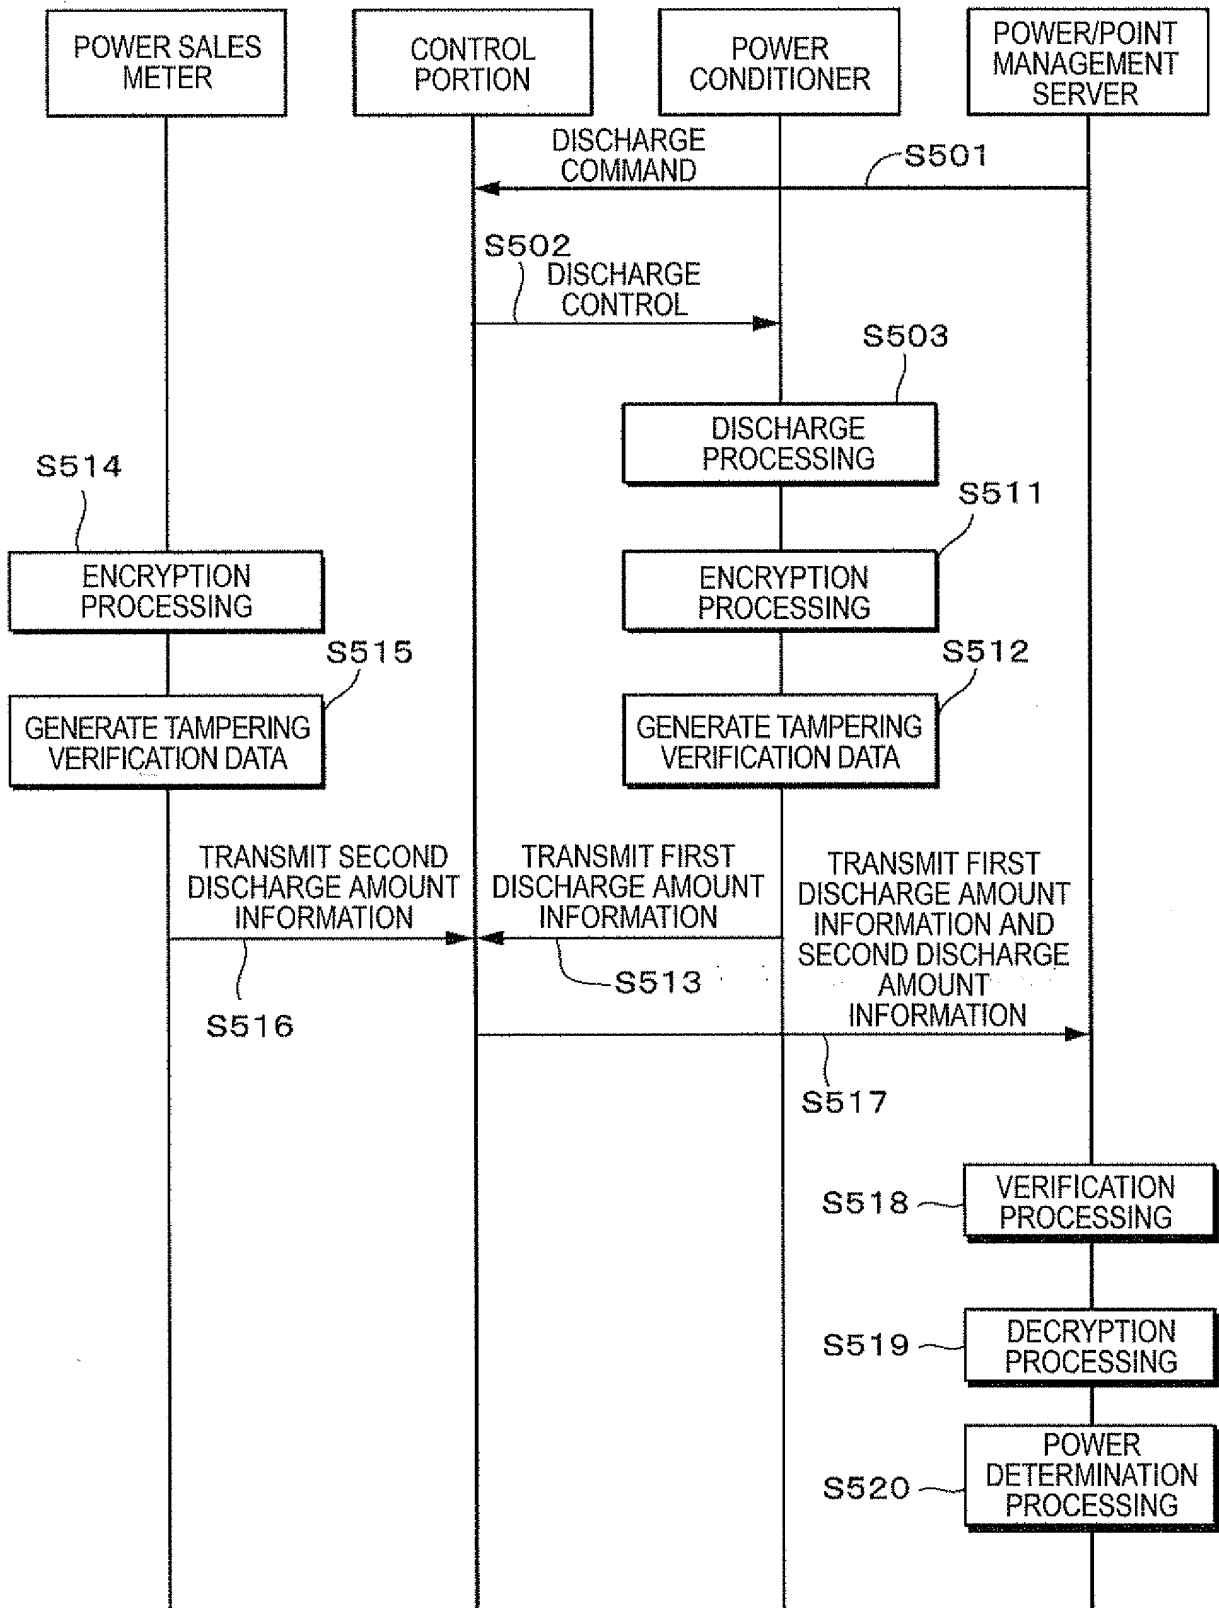 POWER SALES
METER
CONTROL
PORTION
POWER
CONDITIONER
POWER/POINT
MANAGEMENT
SERVER
DISCHARGE
COMMAND
S501
S502
DISCHARGE
CONTROL
S503
DISCHARGE
PROCESSING
S514
S511
ENCRYPTION
PROCESSING
ENCRYPTION
PROCESSING
S515
S512
GENERATE TAMPERING
VERIFICATION DATA
GENERATE TAMPERING
VERIFICATION DATA
TRANSMIT SECOND
DISCHARGE AMOUNT
INFORMATION
TRANSMIT FIRST
DISCHARGE AMOUNT
INFORMATION
TRANSMIT FIRST
DISCHARGE AMOUNT
INFORMATION AND
SECOND DISCHARGE
AMOUNT
INFORMATION
S516
S513
S517
S518
VERIFICATION
PROCESSING
S519
DECRYPTION
PROCESSING
S520
POWER
DETERMINATION
PROCESSING